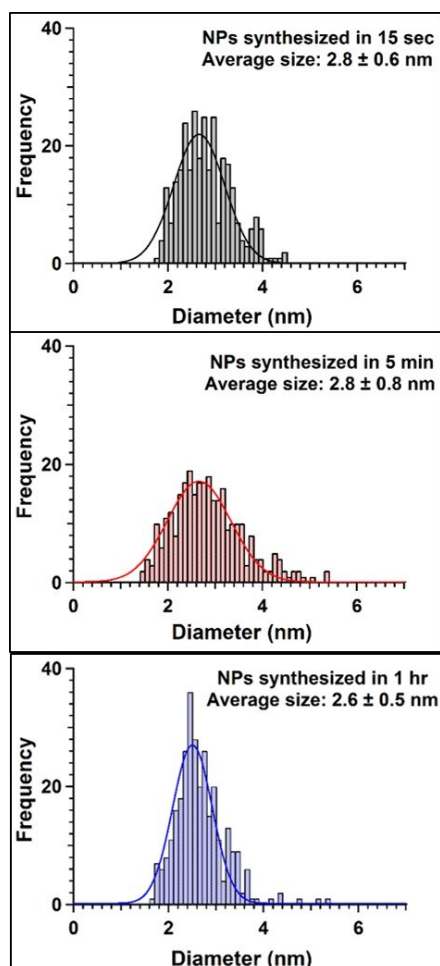 NPs synthesized in 15 sec
Average size: 2.8 ± 0.6 nm
Frequency
40
20
0
0 2 4 6
Diameter (nm)
NPs synthesized in 5 min
Average size: 2.8 ± 0.8 nm
Frequency
40
20
0
0 2 4 6
Diameter (nm)
NPs synthesized in 1 hr
Average size: 2.6 ± 0.5 nm
Frequency
40
20
0
0 2 4 6
Diameter (nm)